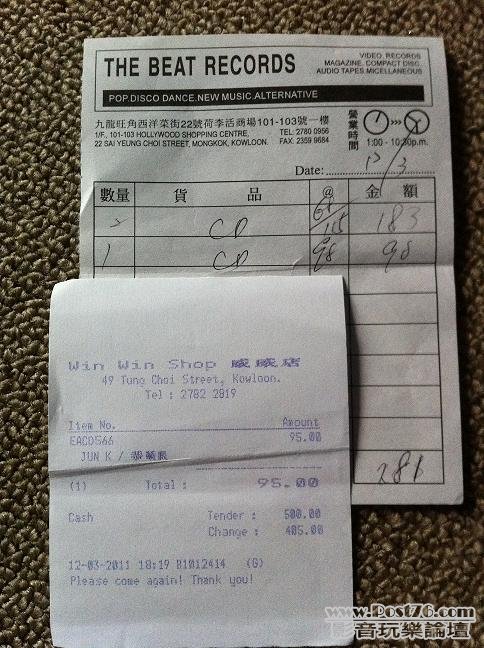 THE BEAT RECORDS
VIDEO, RECORDS
MAGAZINE, COMPACT DISC,
AUDIO TAPES MICELLANEOUS
POP.DISCO DANCE.NEW MUSIC.ALTERNATIVE
九龍旺角西洋菜街22號荷李活商場101-103號一樓
1/F., 101-103 HOLLYWOOD SHOPPING CENTRE, TEL: 2780 0956
22 SAI YEUNG CHOI STREET, MONGKOK, KOWLOON. FAX. 2359 9684
營業時間
1:00 - 10:30p.m.
Date: 12/3
數量 貨品 @ 金額
2 CD 115 183
1 CD 98 98
281
Win Win Shop 威威店
49 Tung Choi Street, Kowloon.
Tel : 2782 2819
Item No. Amount
EACD566 95.00
JUN K /
(1) Total : 95.00
Cash Tender : 500.00
Change : 405.00
12-03-2011 18:19 B1012414 (G)
Please come again! Thank you!
www.Post76.com
影音玩樂論壇